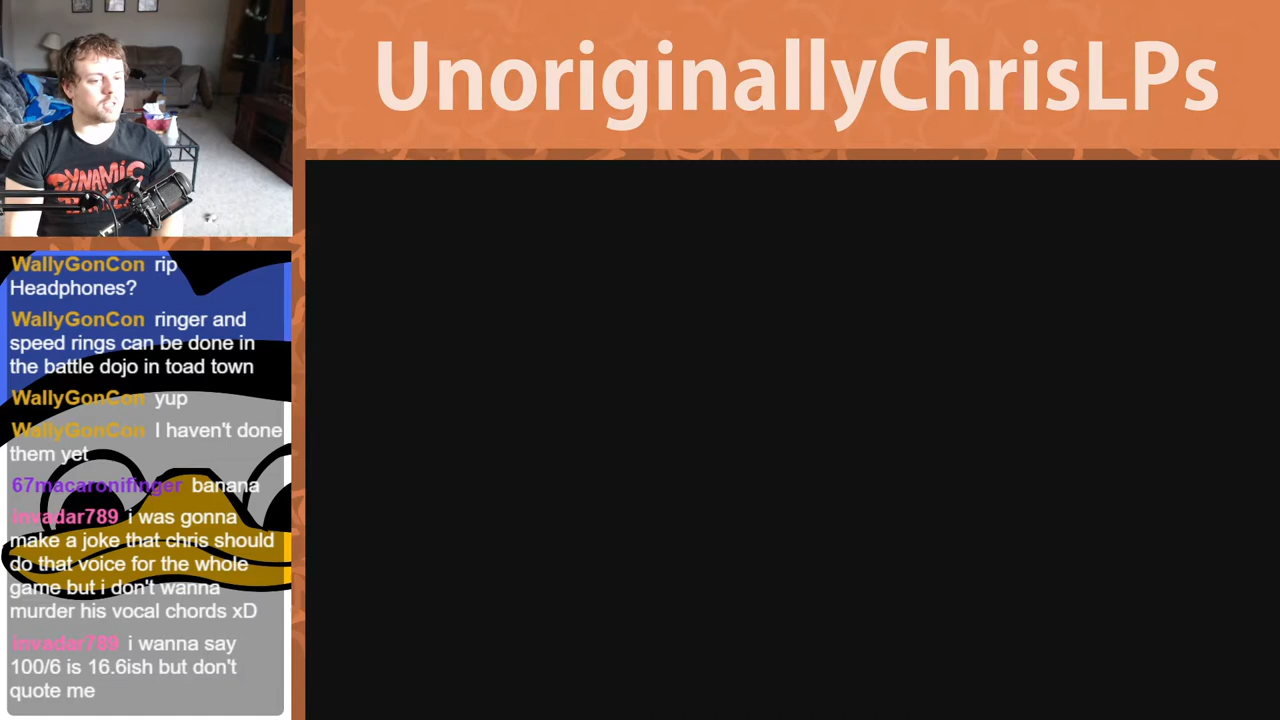 UnoriginallyChrisLPs
DYNAMIC
WallyGonCon rip
Headphones?
WallyGonCon ringer and
speed rings can be done in
the battle dojo in toad town
WallyGonCon yup
WallyGonCon I haven't done
them yet
67macaronifinger banana
invadar789 i was gonna
make a joke that chris should
do that voice for the whole
game but i don't wanna
murder his vocal chords xD
invadar789 i wanna say
100/6 is 16.6ish but don't
quote me